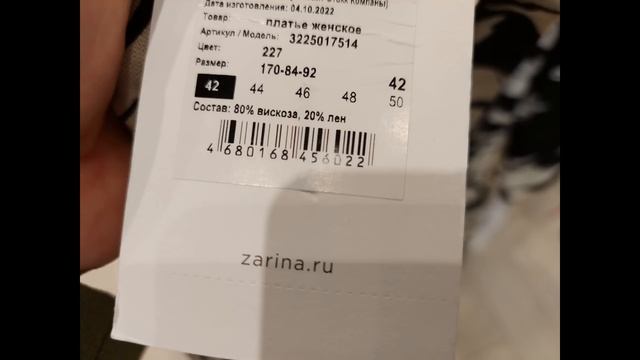 Дата изготовления: 04.10.2022
Товар: платье женское
Артикул / Модель: 3225017514
Цвет: 227
Размер: 170-84-92 42
42 44 46 48 50
Состав: 80% вискоза, 20% лен
4 680168 456022
zarina.ru